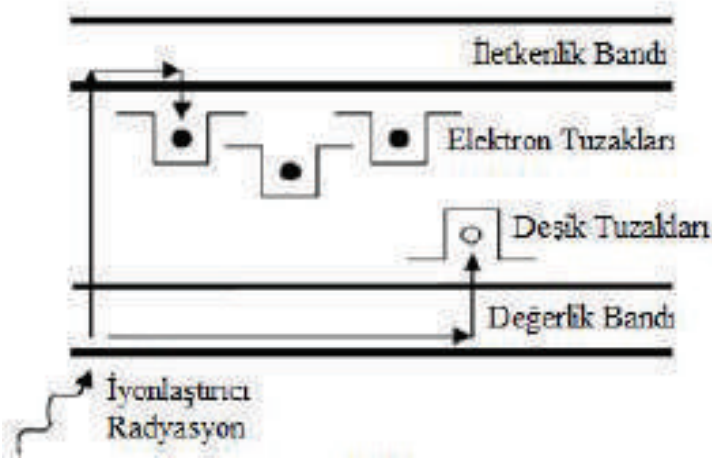 İletkenlik Bandı
Elektron Tuzakları
Deşik Tuzakları
Değerlik Bandı
İyonlaştırıcı
Radyasyon